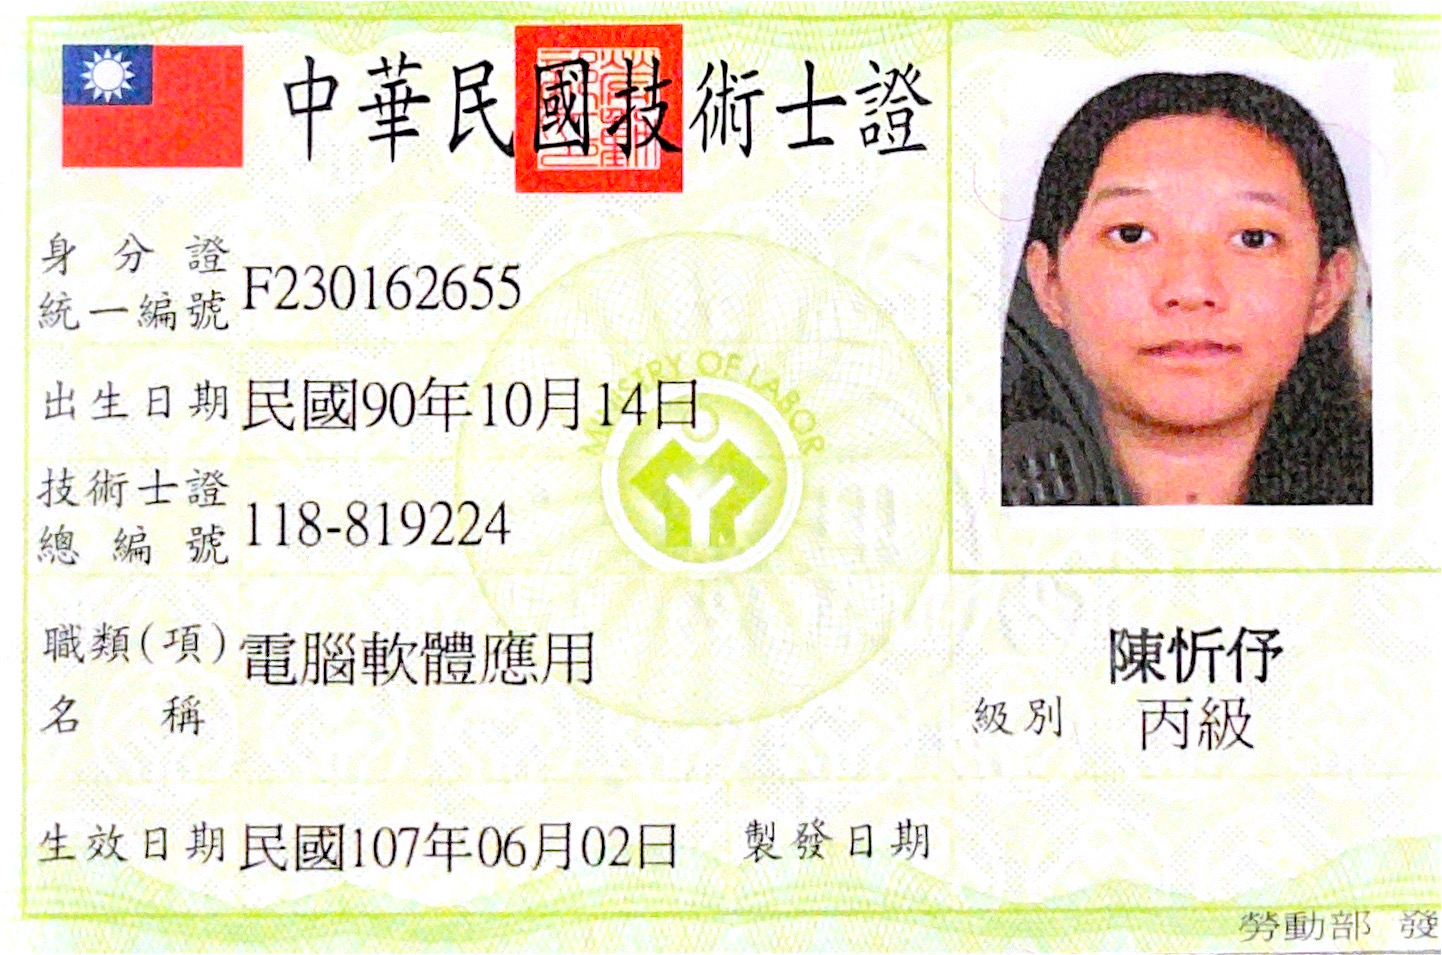 中華民國技術士證
身分證
統一編號 F230162655
出生日期 民國90年10月14日
MINISTRY OF LABOR
技術士證
總編號 118-819224
職類(項)
名稱 電腦軟體應用
陳忻伃
級別 丙級
生效日期 民國107年06月02日 製發日期
勞動部 發